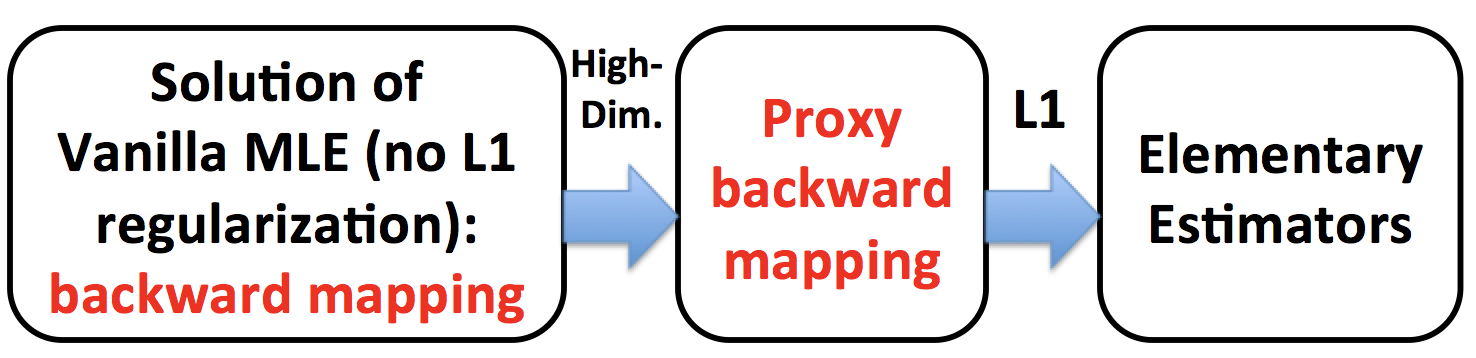 Solution of
Vanilla MLE (no L1
regularization):
backward mapping
High-
Dim.
Proxy
backward
mapping
L1
Elementary
Estimators